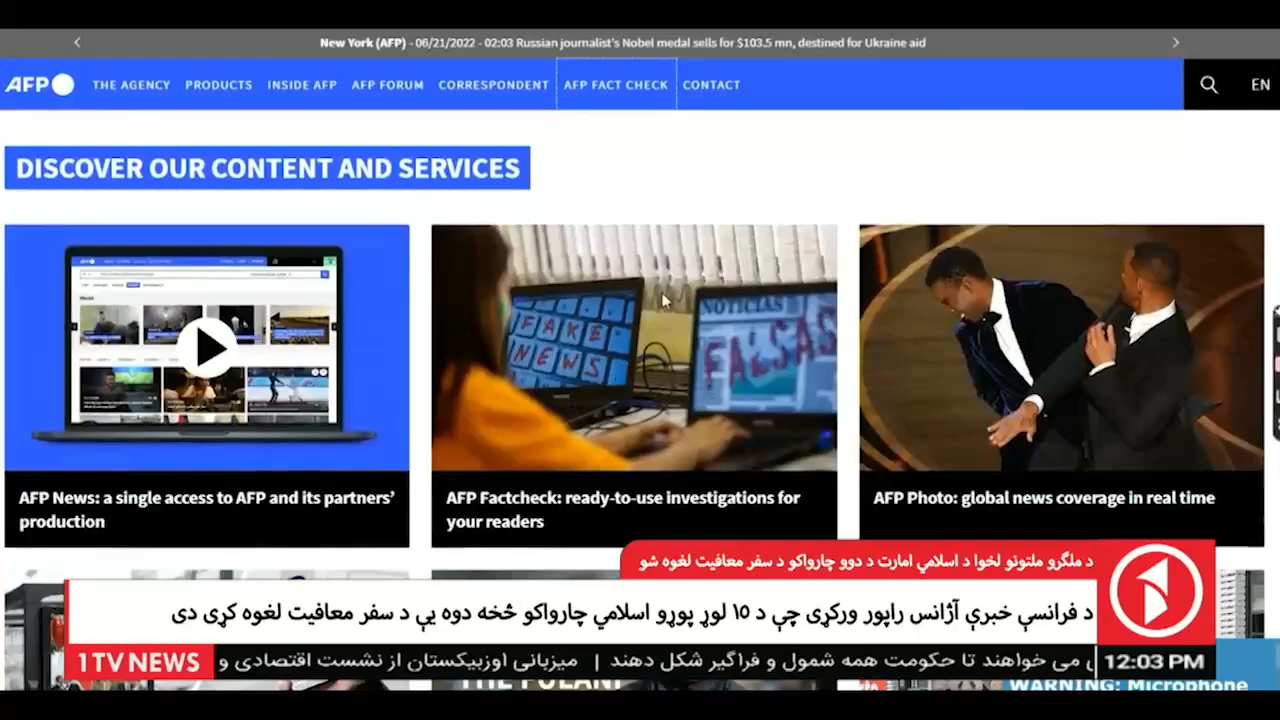 New York (AFP) - 06/21/2022 - 02:03 Russian journalist's Nobel medal sells for $103.5 mn, destined for Ukraine aid
AFP
THE AGENCY PRODUCTS INSIDE AFP AFP FORUM CORRESPONDENT AFP FACT CHECK CONTACT
EN
DISCOVER OUR CONTENT AND SERVICES
FAKE
NEWS
NOTICIAS
FALSAS
AFP News: a single access to AFP and its partners'
production
AFP Factcheck: ready-to-use investigations for
your readers
AFP Photo: global news coverage in real time
د ملګرو ملتونو لخوا د اسلامي امارت د دوو چارواکو د سفر معافیت لغوه شو
د فرانسې خبرې آژانس راپور ورکړی چې د ۱۵ لوړ پوړو اسلامي چارواکو څخه دوه یې د سفر معافیت لغوه کړی دی
1TV NEWS
می خواهند تا حکومت همه شمول و فراگیر شکل دهند | میزبانی اوزبیکستان از نشست اقتصادی و
12:03 PM
WARNING: Microphone